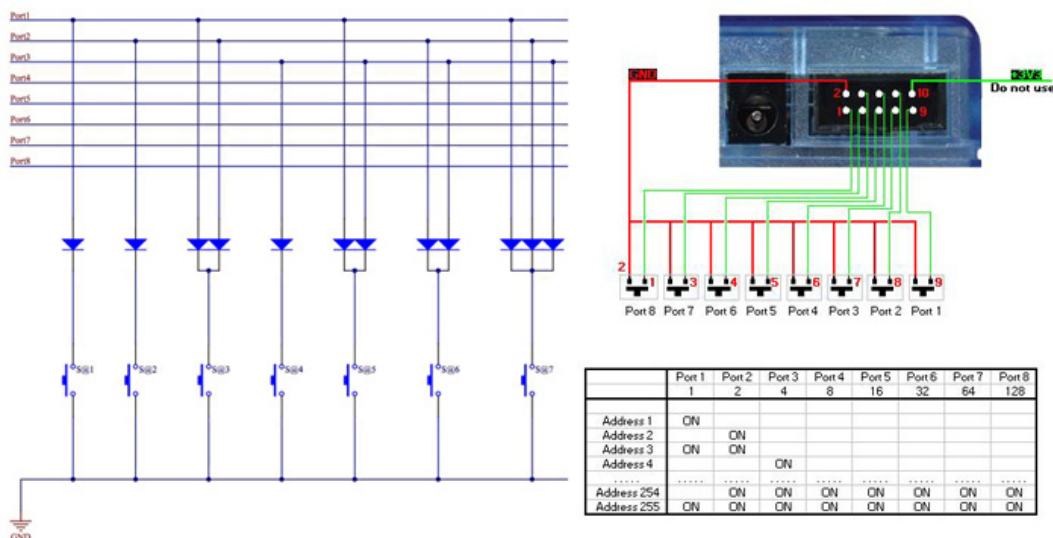 Port1
Port2
Port3
Port4
Port5
Port6
Port7
Port8
S@1
S@2
S@3
S@4
S@5
S@6
S@7
GND
GND
+3V3
Do not use
2
10
1
9
2
1
3
4
5
6
7
8
9
Port 8 Port 7 Port 6 Port 5 Port 4 Port 3 Port 2 Port 1
Port 1 Port 2 Port 3 Port 4 Port 5 Port 6 Port 7 Port 8
1 2 4 8 16 32 64 128
Address 1 ON
Address 2 ON
Address 3 ON ON
Address 4 ON
..... ..... ..... ..... ..... ..... ..... ..... .....
Address 254 ON ON ON ON ON ON ON
Address 255 ON ON ON ON ON ON ON ON